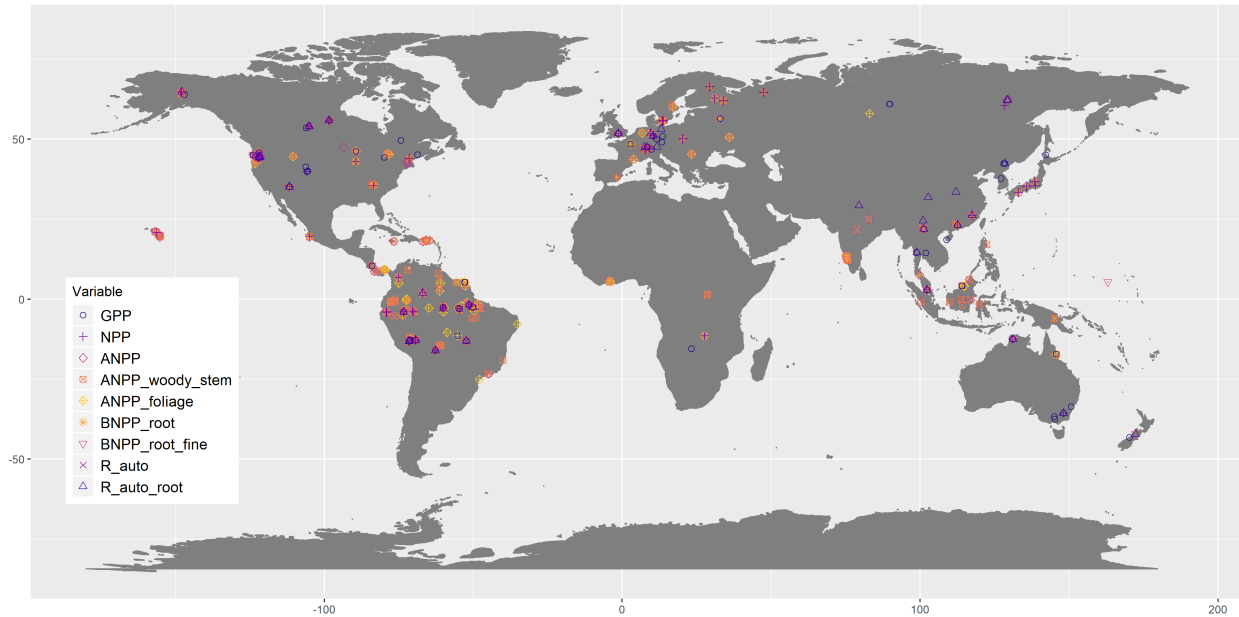 50
0
-50
Variable
GPP
NPP
ANPP
ANPP_woody_stem
ANPP_foliage
BNPP_root
BNPP_root_fine
R_auto
R_auto_root
-100
0
100
200